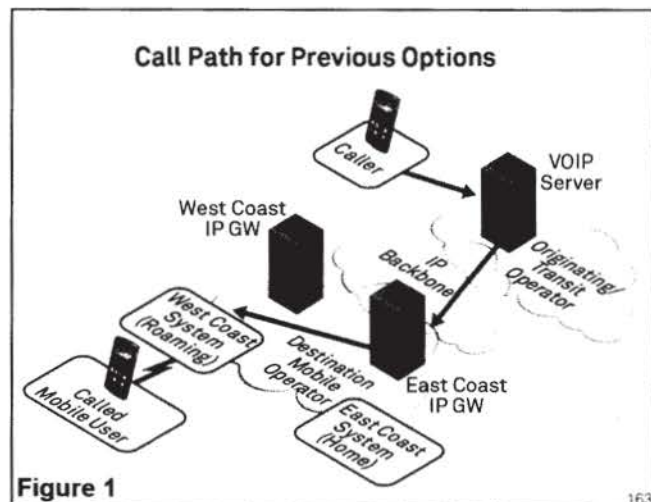 Call Path for Previous Options
Caller
VOIP
Server
West Coast
IP GW
IP
Backbone
Originating/
Transit
Operator
West Coast
System
(Roaming)
Destination
Mobile
Operator
East Coast
IP GW
Called
Mobile User
East Coast
System
(Home)
Figure 1
163